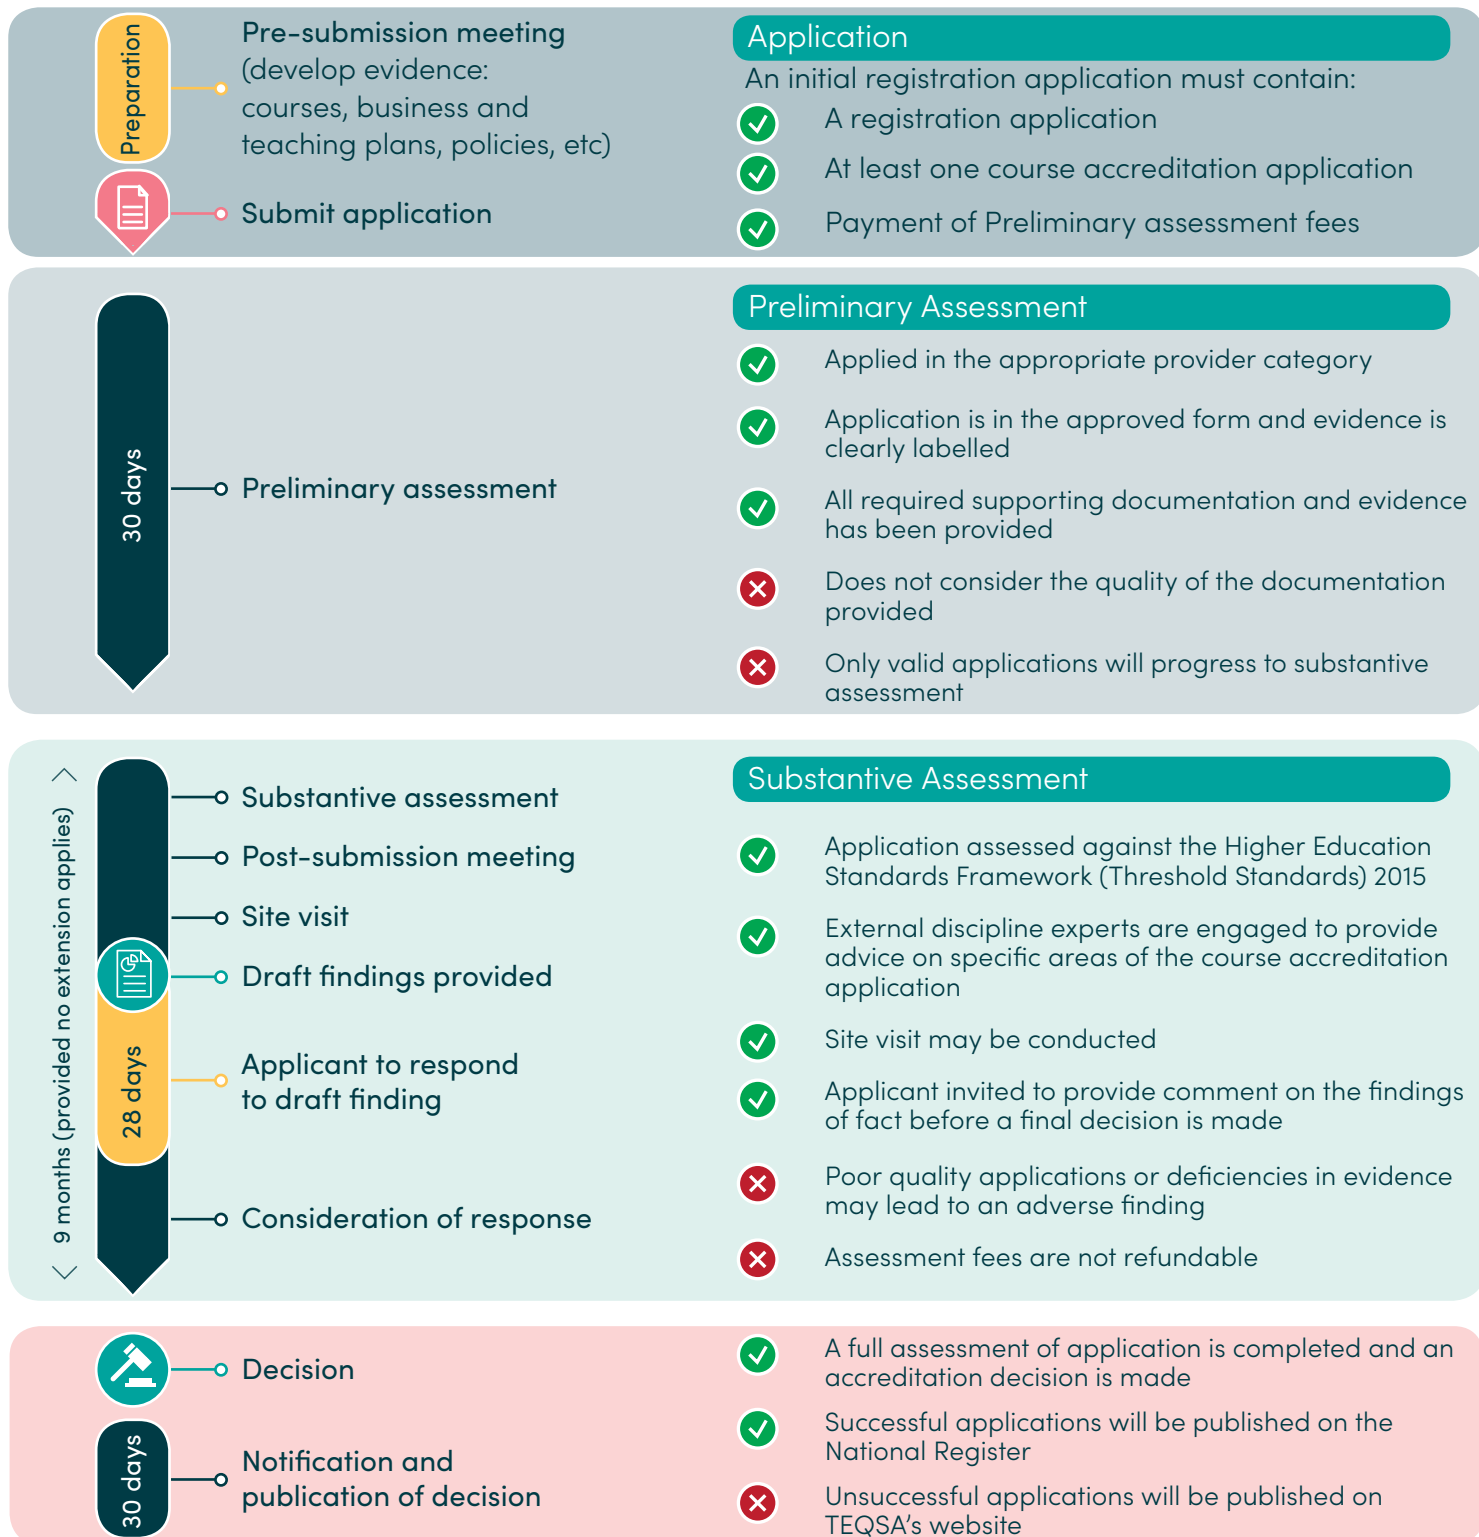 Preparation
Pre-submission meeting
(develop evidence:
courses, business and
teaching plans, policies, etc)
Submit application
Application
An initial registration application must contain:
A registration application
At least one course accreditation application
Payment of Preliminary assessment fees
30 days
Preliminary assessment
Preliminary Assessment
Applied in the appropriate provider category
Application is in the approved form and evidence is
clearly labelled
All required supporting documentation and evidence
has been provided
Does not consider the quality of the documentation
provided
Only valid applications will progress to substantive
assessment
9 months (provided no extension applies)
Substantive assessment
Post-submission meeting
Site visit
Draft findings provided
28 days
Applicant to respond
to draft finding
Consideration of response
Substantive Assessment
Application assessed against the Higher Education
Standards Framework (Threshold Standards) 2015
External discipline experts are engaged to provide
advice on specific areas of the course accreditation
application
Site visit may be conducted
Applicant invited to provide comment on the findings
of fact before a final decision is made
Poor quality applications or deficiencies in evidence
may lead to an adverse finding
Assessment fees are not refundable
Decision
30 days
Notification and
publication of decision
A full assessment of application is completed and an
accreditation decision is made
Successful applications will be published on the
National Register
Unsuccessful applications will be published on
TEQSA's website